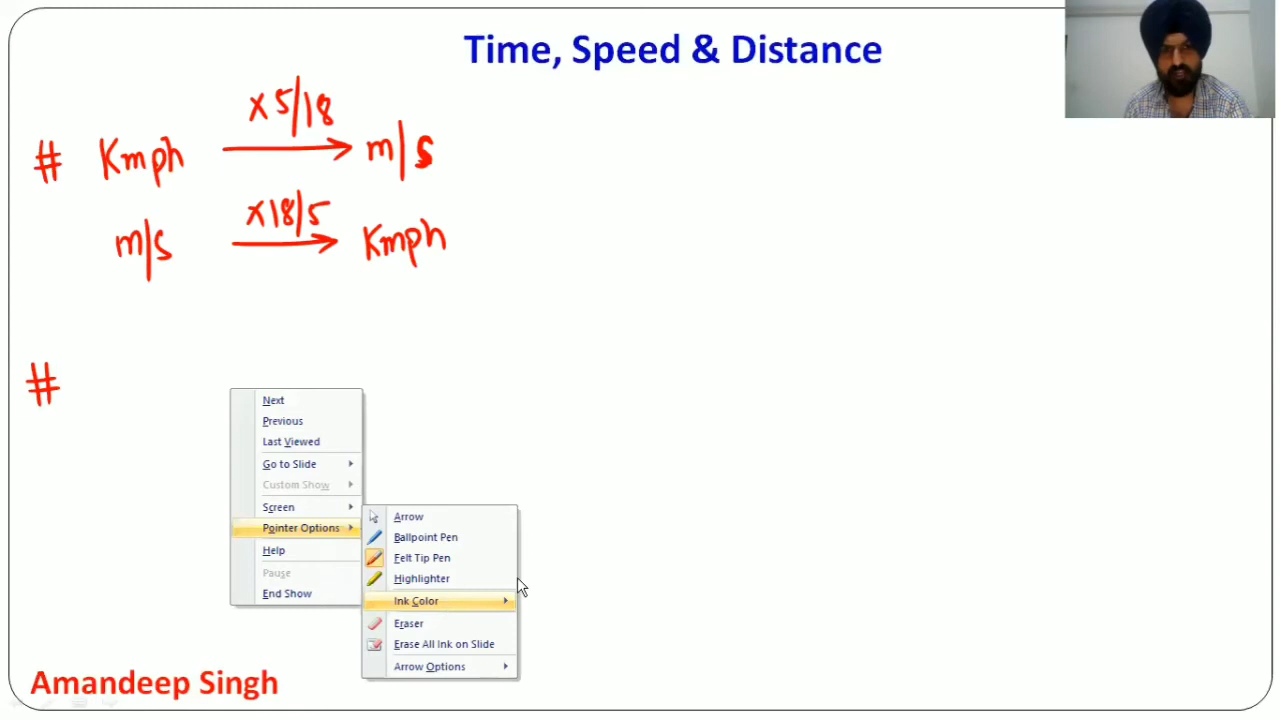 Time, Speed & Distance
x 5/18
# Kmph m/s
x 18/5
m/s Kmph
#
Next
Previous
Last Viewed
Go to Slide
Custom Show
Screen
Pointer Options
Help
Pause
End Show
Arrow
Ballpoint Pen
Felt Tip Pen
Highlighter
Ink Color
Eraser
Erase All Ink on Slide
Arrow Options
Amandeep Singh